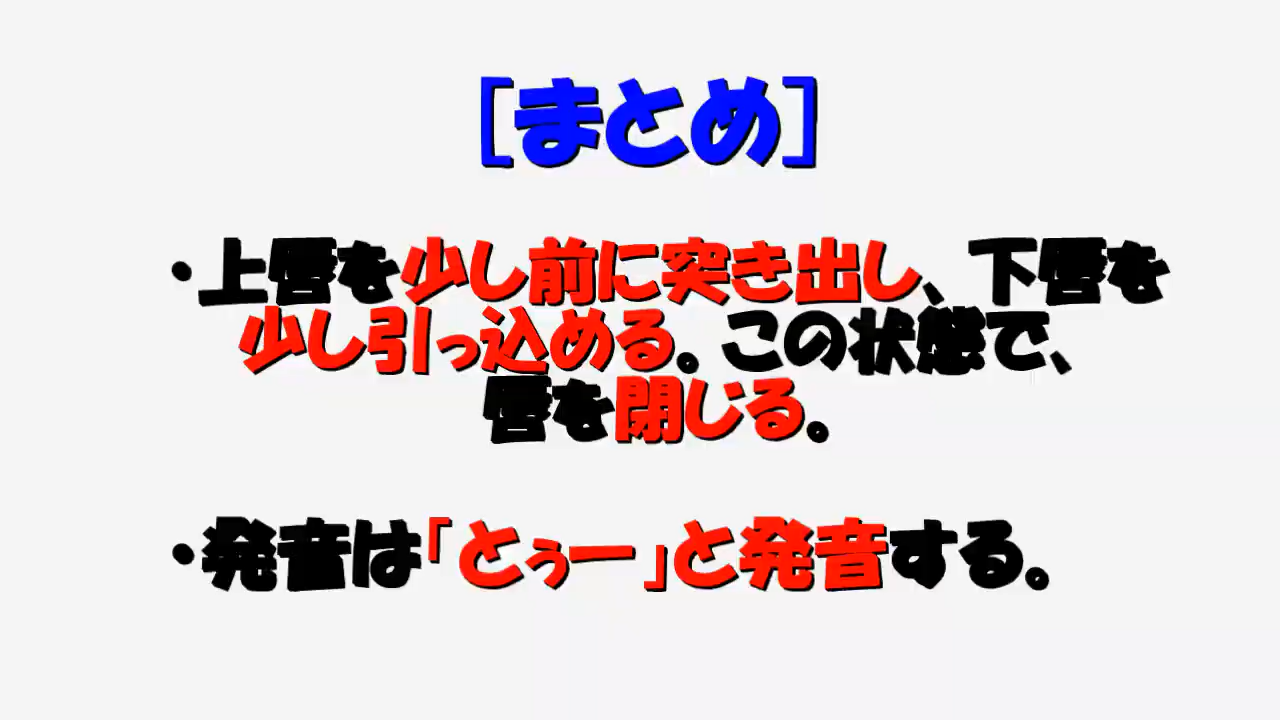 [まとめ]
・上唇を少し前に突き出し、下唇を
少し引っ込める。この状態で、
唇を閉じる。
・発音は「とぅー」と発音する。